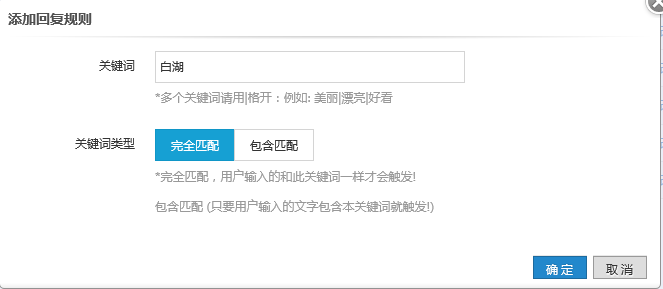 添加回复规则
关键词
白湖
*多个关键词请用|格开：例如: 美丽|漂亮|好看
关键词类型
完全匹配 包含匹配
*完全匹配，用户输入的和此关键词一样才会触发!
包含匹配 (只要用户输入的文字包含本关键词就触发!)
确定 取消